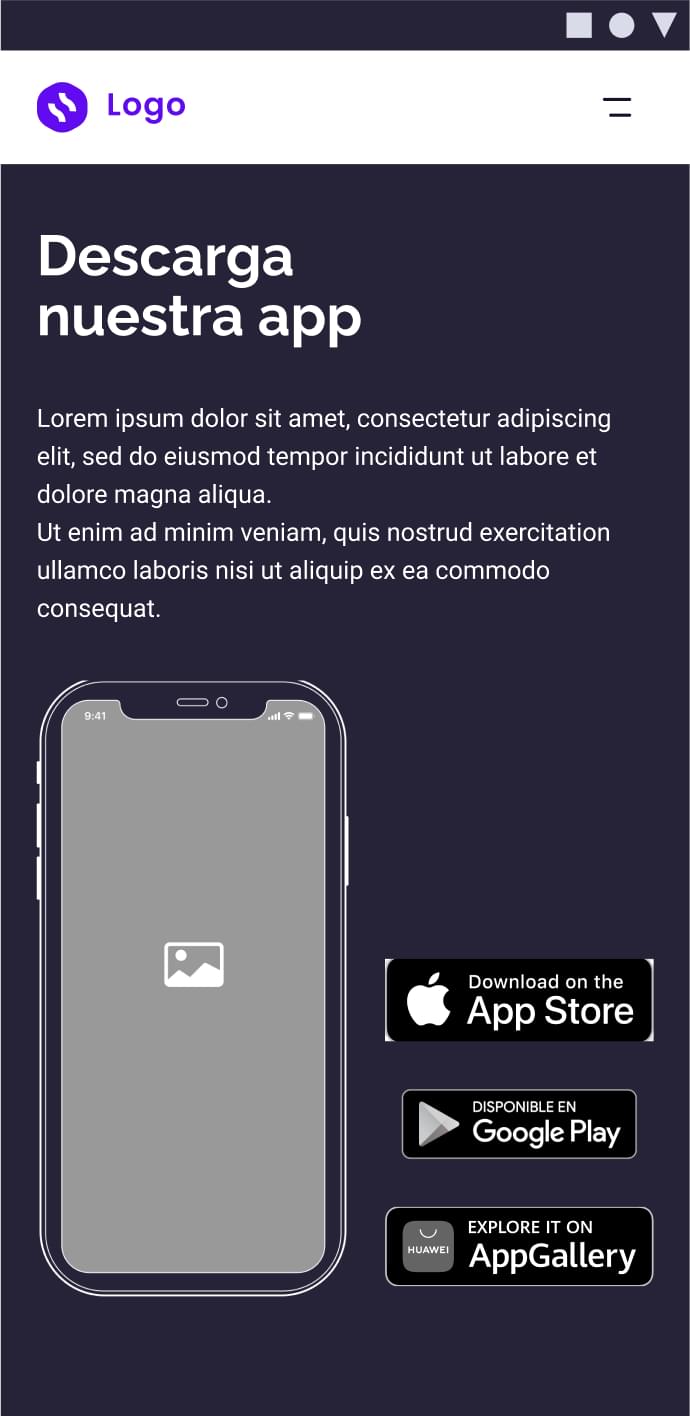 Logo
Descarga
nuestra app
Lorem ipsum dolor sit amet, consectetur adipiscing
elit, sed do eiusmod tempor incididunt ut labore et
dolore magna aliqua.
Ut enim ad minim veniam, quis nostrud exercitation
ullamco laboris nisi ut aliquip ex ea commodo
consequat.
9:41
Download on the
App Store
DISPONIBLE EN
Google Play
EXPLORE IT ON
HUAWEI
AppGallery